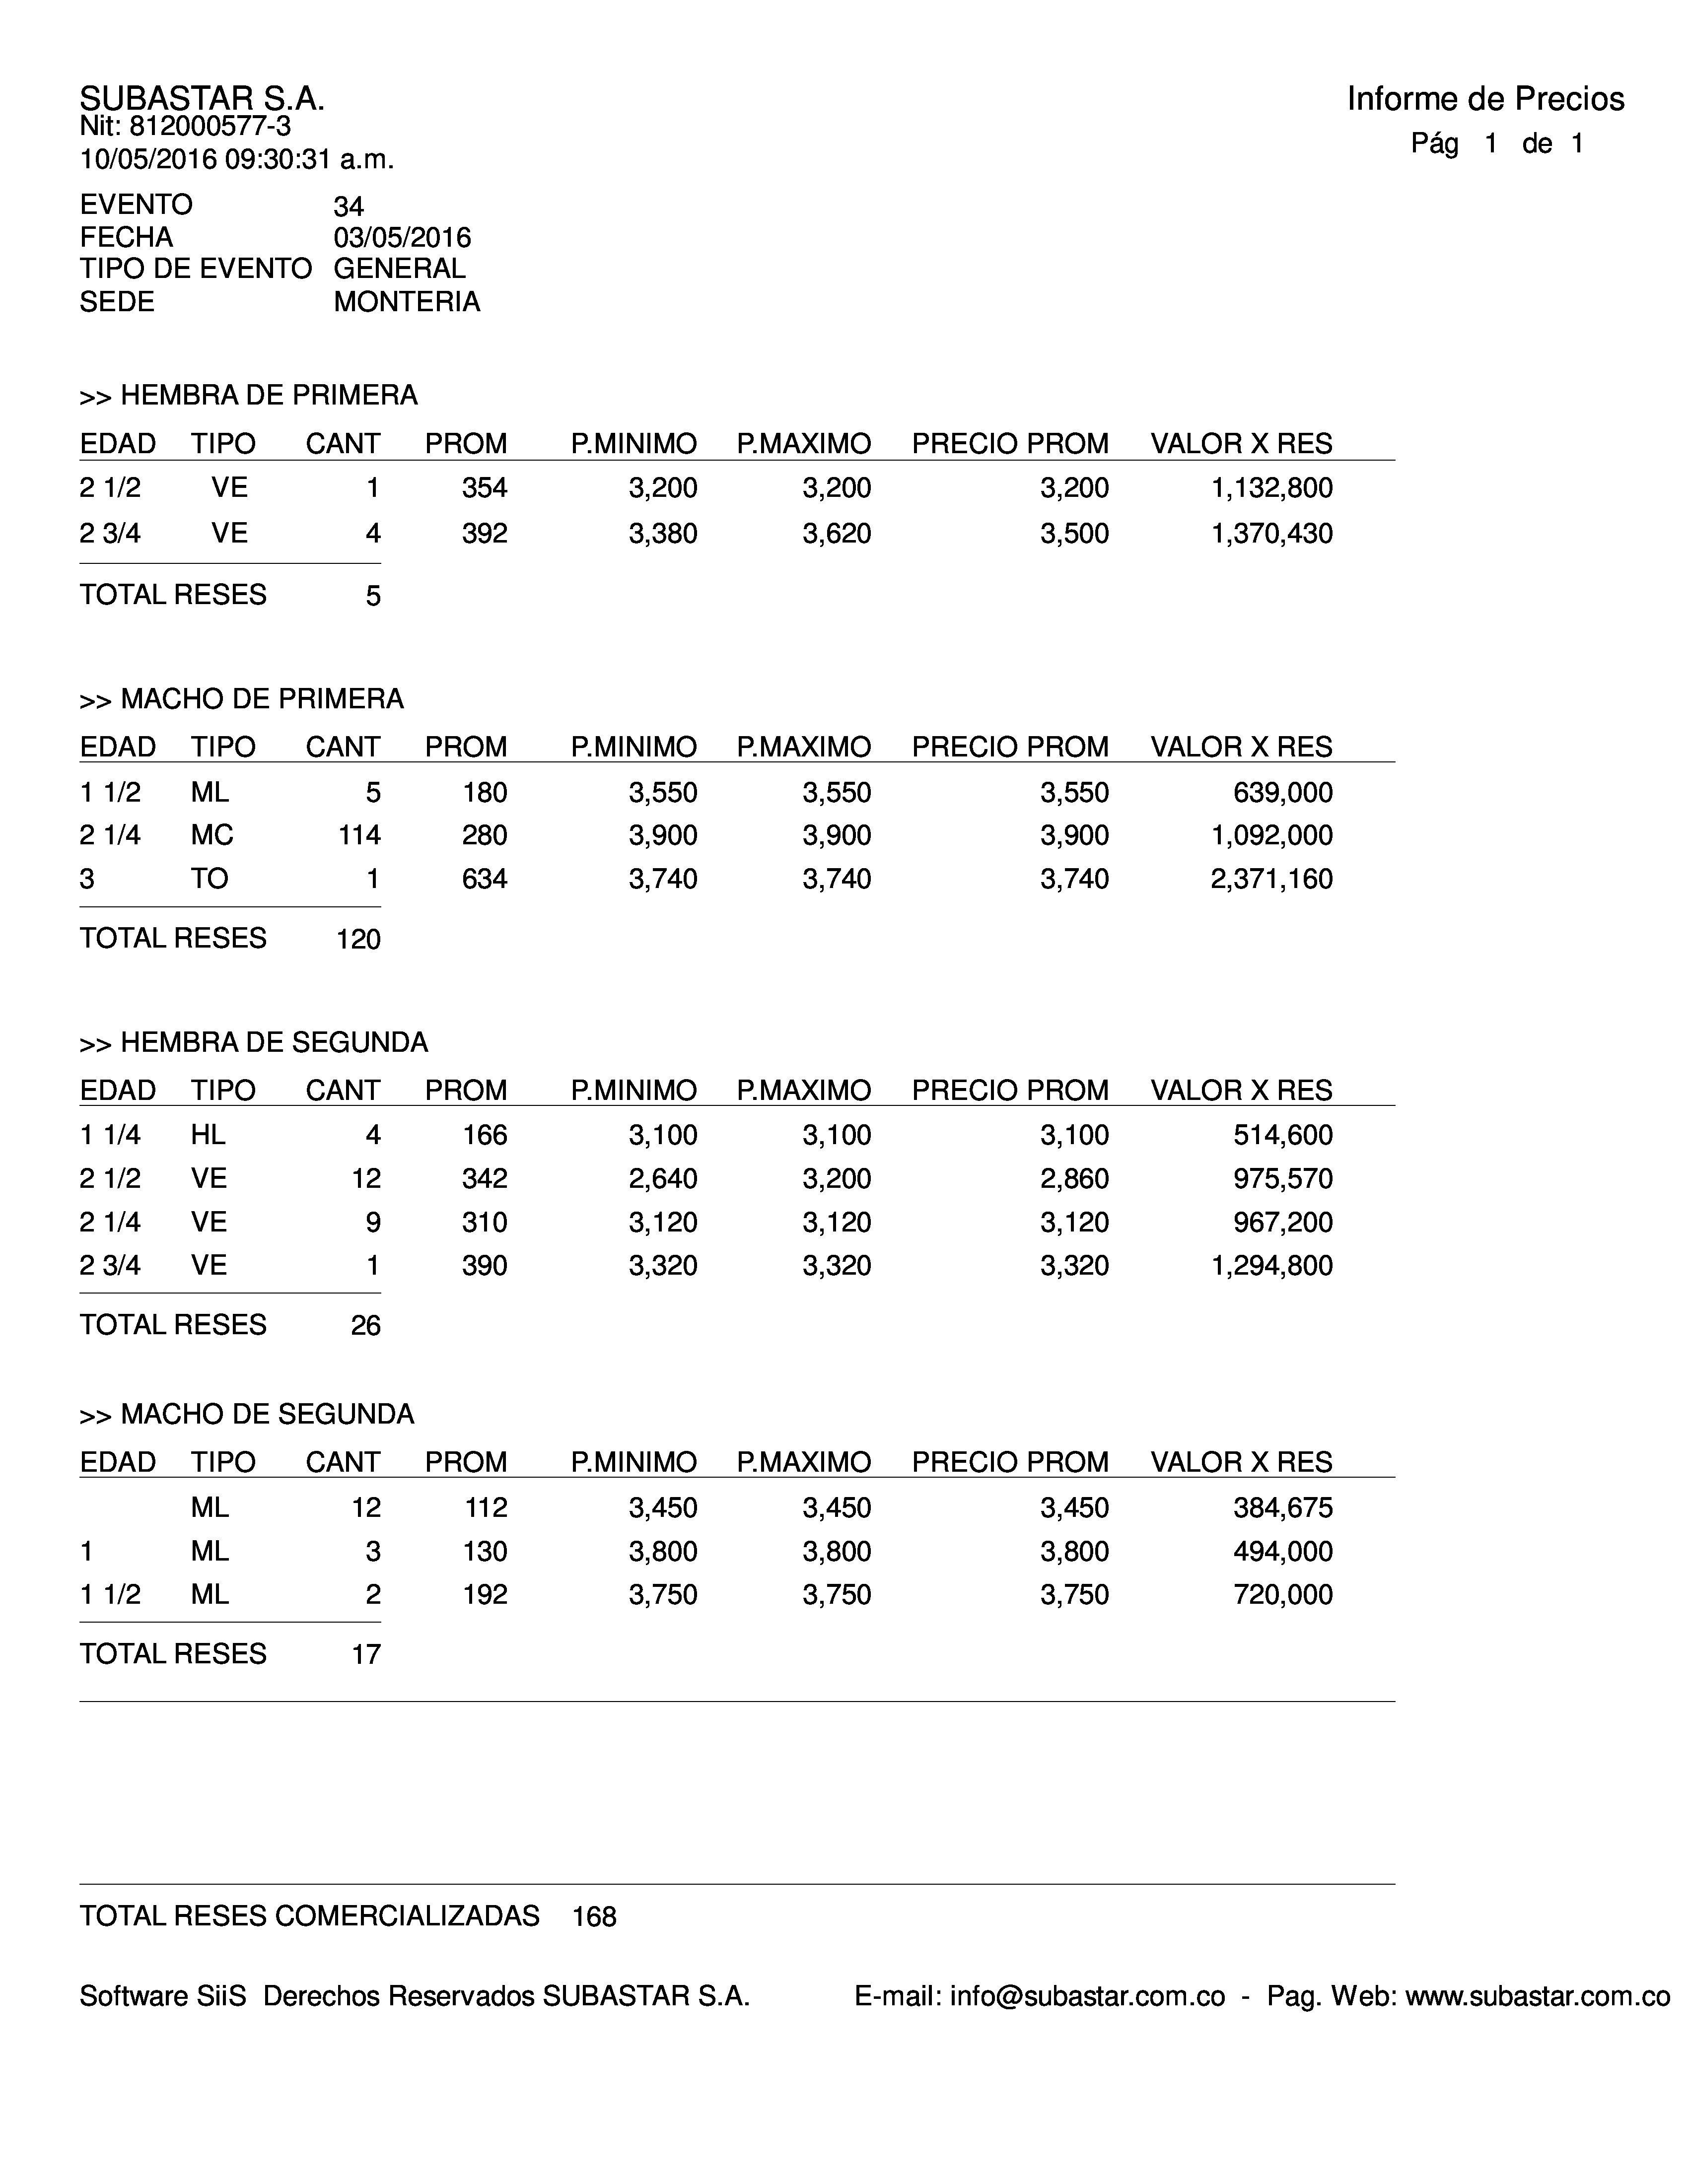 SUBASTAR S.A.
Informe de Precios
Nit: 812000577-3
Pág 1 de 1
10/05/2016 09:30:31 a.m.
EVENTO 34
FECHA 03/05/2016
TIPO DE EVENTO GENERAL
SEDE MONTERIA
>> HEMBRA DE PRIMERA
EDAD TIPO CANT PROM P.MINIMO P.MAXIMO PRECIO PROM VALOR X RES
2 1/2 VE 1 354 3,200 3,200 3,200 1,132,800
2 3/4 VE 4 392 3,380 3,620 3,500 1,370,430
TOTAL RESES 5
>> MACHO DE PRIMERA
EDAD TIPO CANT PROM P.MINIMO P.MAXIMO PRECIO PROM VALOR X RES
1 1/2 ML 5 180 3,550 3,550 3,550 639,000
2 1/4 MC 114 280 3,900 3,900 3,900 1,092,000
3 TO 1 634 3,740 3,740 3,740 2,371,160
TOTAL RESES 120
>> HEMBRA DE SEGUNDA
EDAD TIPO CANT PROM P.MINIMO P.MAXIMO PRECIO PROM VALOR X RES
1 1/4 HL 4 166 3,100 3,100 3,100 514,600
2 1/2 VE 12 342 2,640 3,200 2,860 975,570
2 1/4 VE 9 310 3,120 3,120 3,120 967,200
2 3/4 VE 1 390 3,320 3,320 3,320 1,294,800
TOTAL RESES 26
>> MACHO DE SEGUNDA
EDAD TIPO CANT PROM P.MINIMO P.MAXIMO PRECIO PROM VALOR X RES
ML 12 112 3,450 3,450 3,450 384,675
1 ML 3 130 3,800 3,800 3,800 494,000
1 1/2 ML 2 192 3,750 3,750 3,750 720,000
TOTAL RESES 17
TOTAL RESES COMERCIALIZADAS 168
Software SiiS Derechos Reservados SUBASTAR S.A. E-mail: info@subastar.com.co - Pag. Web: www.subastar.com.co